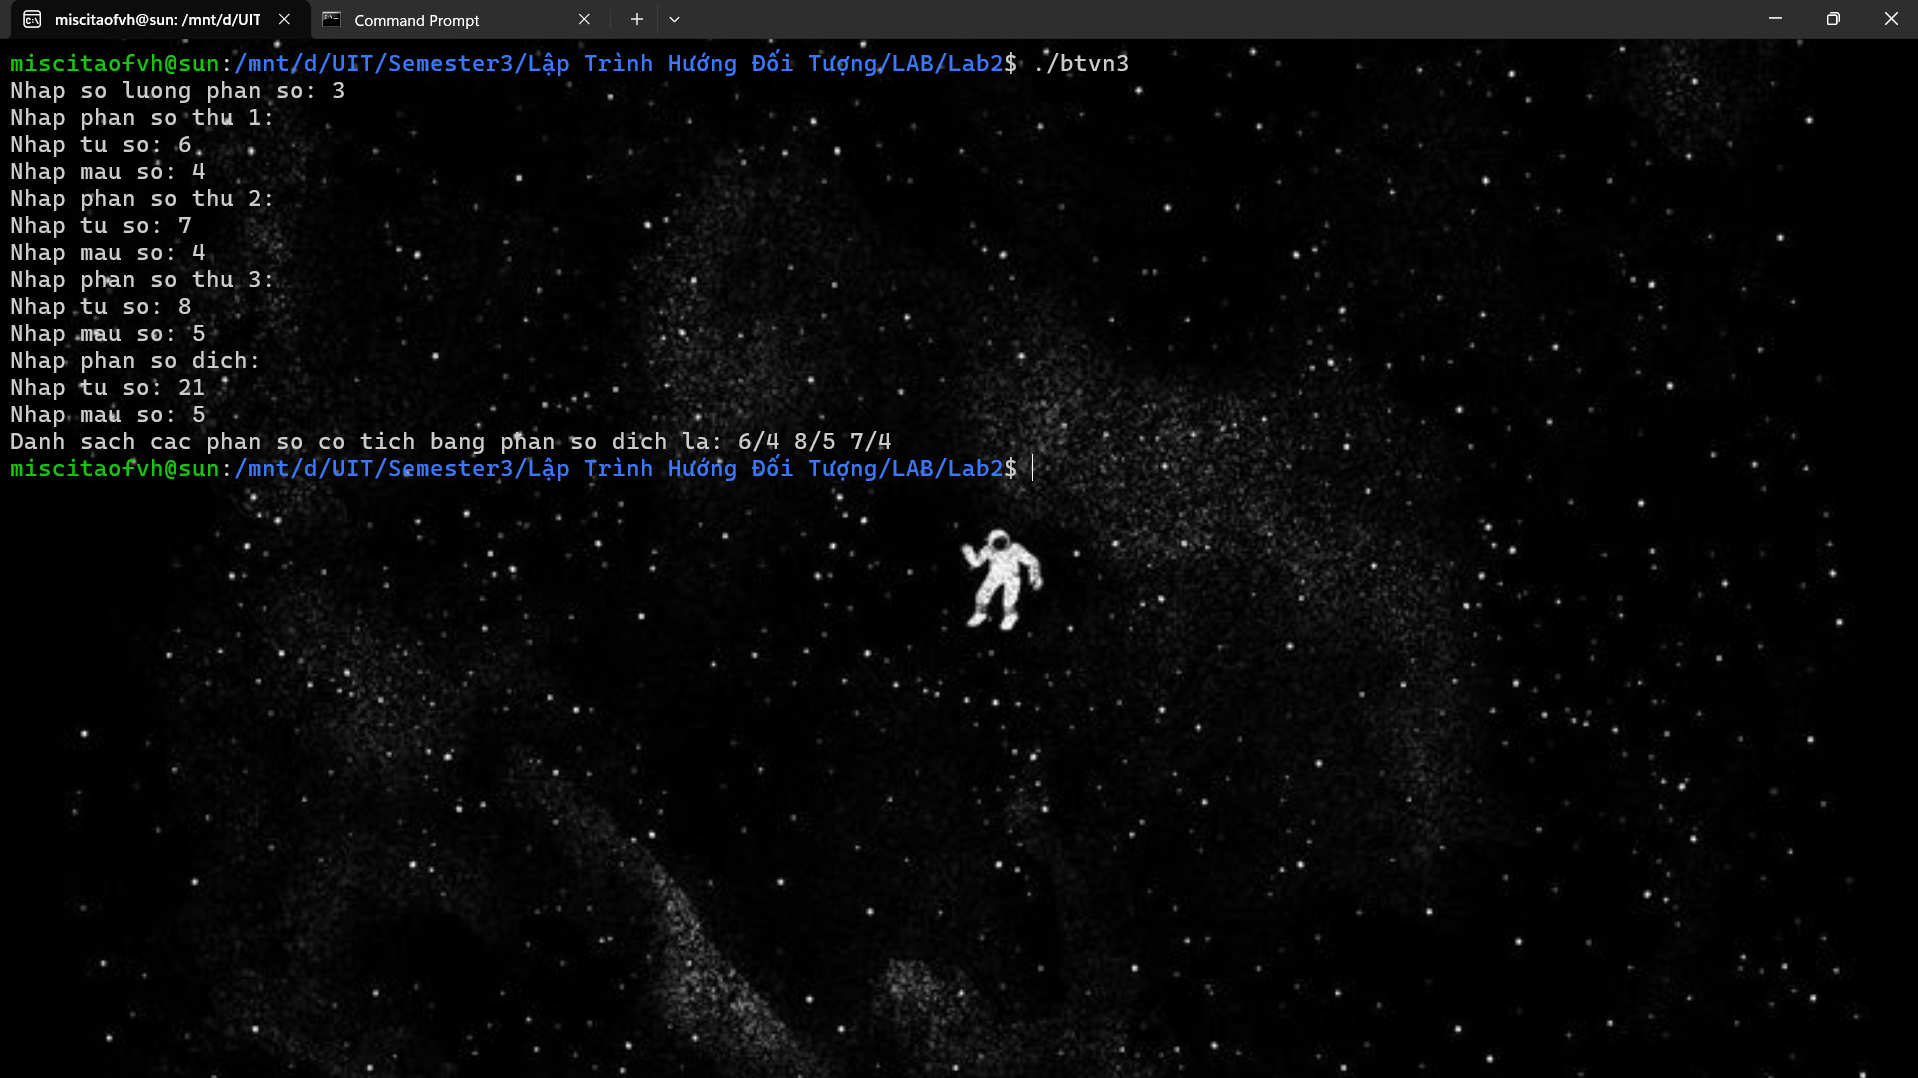 miscitaofvh@sun: /mnt/d/UIT
Command Prompt
miscitaofvh@sun:/mnt/d/UIT/Semester3/Lập Trình Hướng Đối Tượng/LAB/Lab2$ ./btvn3
Nhap so luong phan so: 3
Nhap phan so thu 1:
Nhap tu so: 6
Nhap mau so: 4
Nhap phan so thu 2:
Nhap tu so: 7
Nhap mau so: 4
Nhap phan so thu 3:
Nhap tu so: 8
Nhap mau so: 5
Nhap phan so dich:
Nhap tu so: 21
Nhap mau so: 5
Danh sach cac phan so co tich bang phan so dich la: 6/4 8/5 7/4
miscitaofvh@sun:/mnt/d/UIT/Semester3/Lập Trình Hướng Đối Tượng/LAB/Lab2$